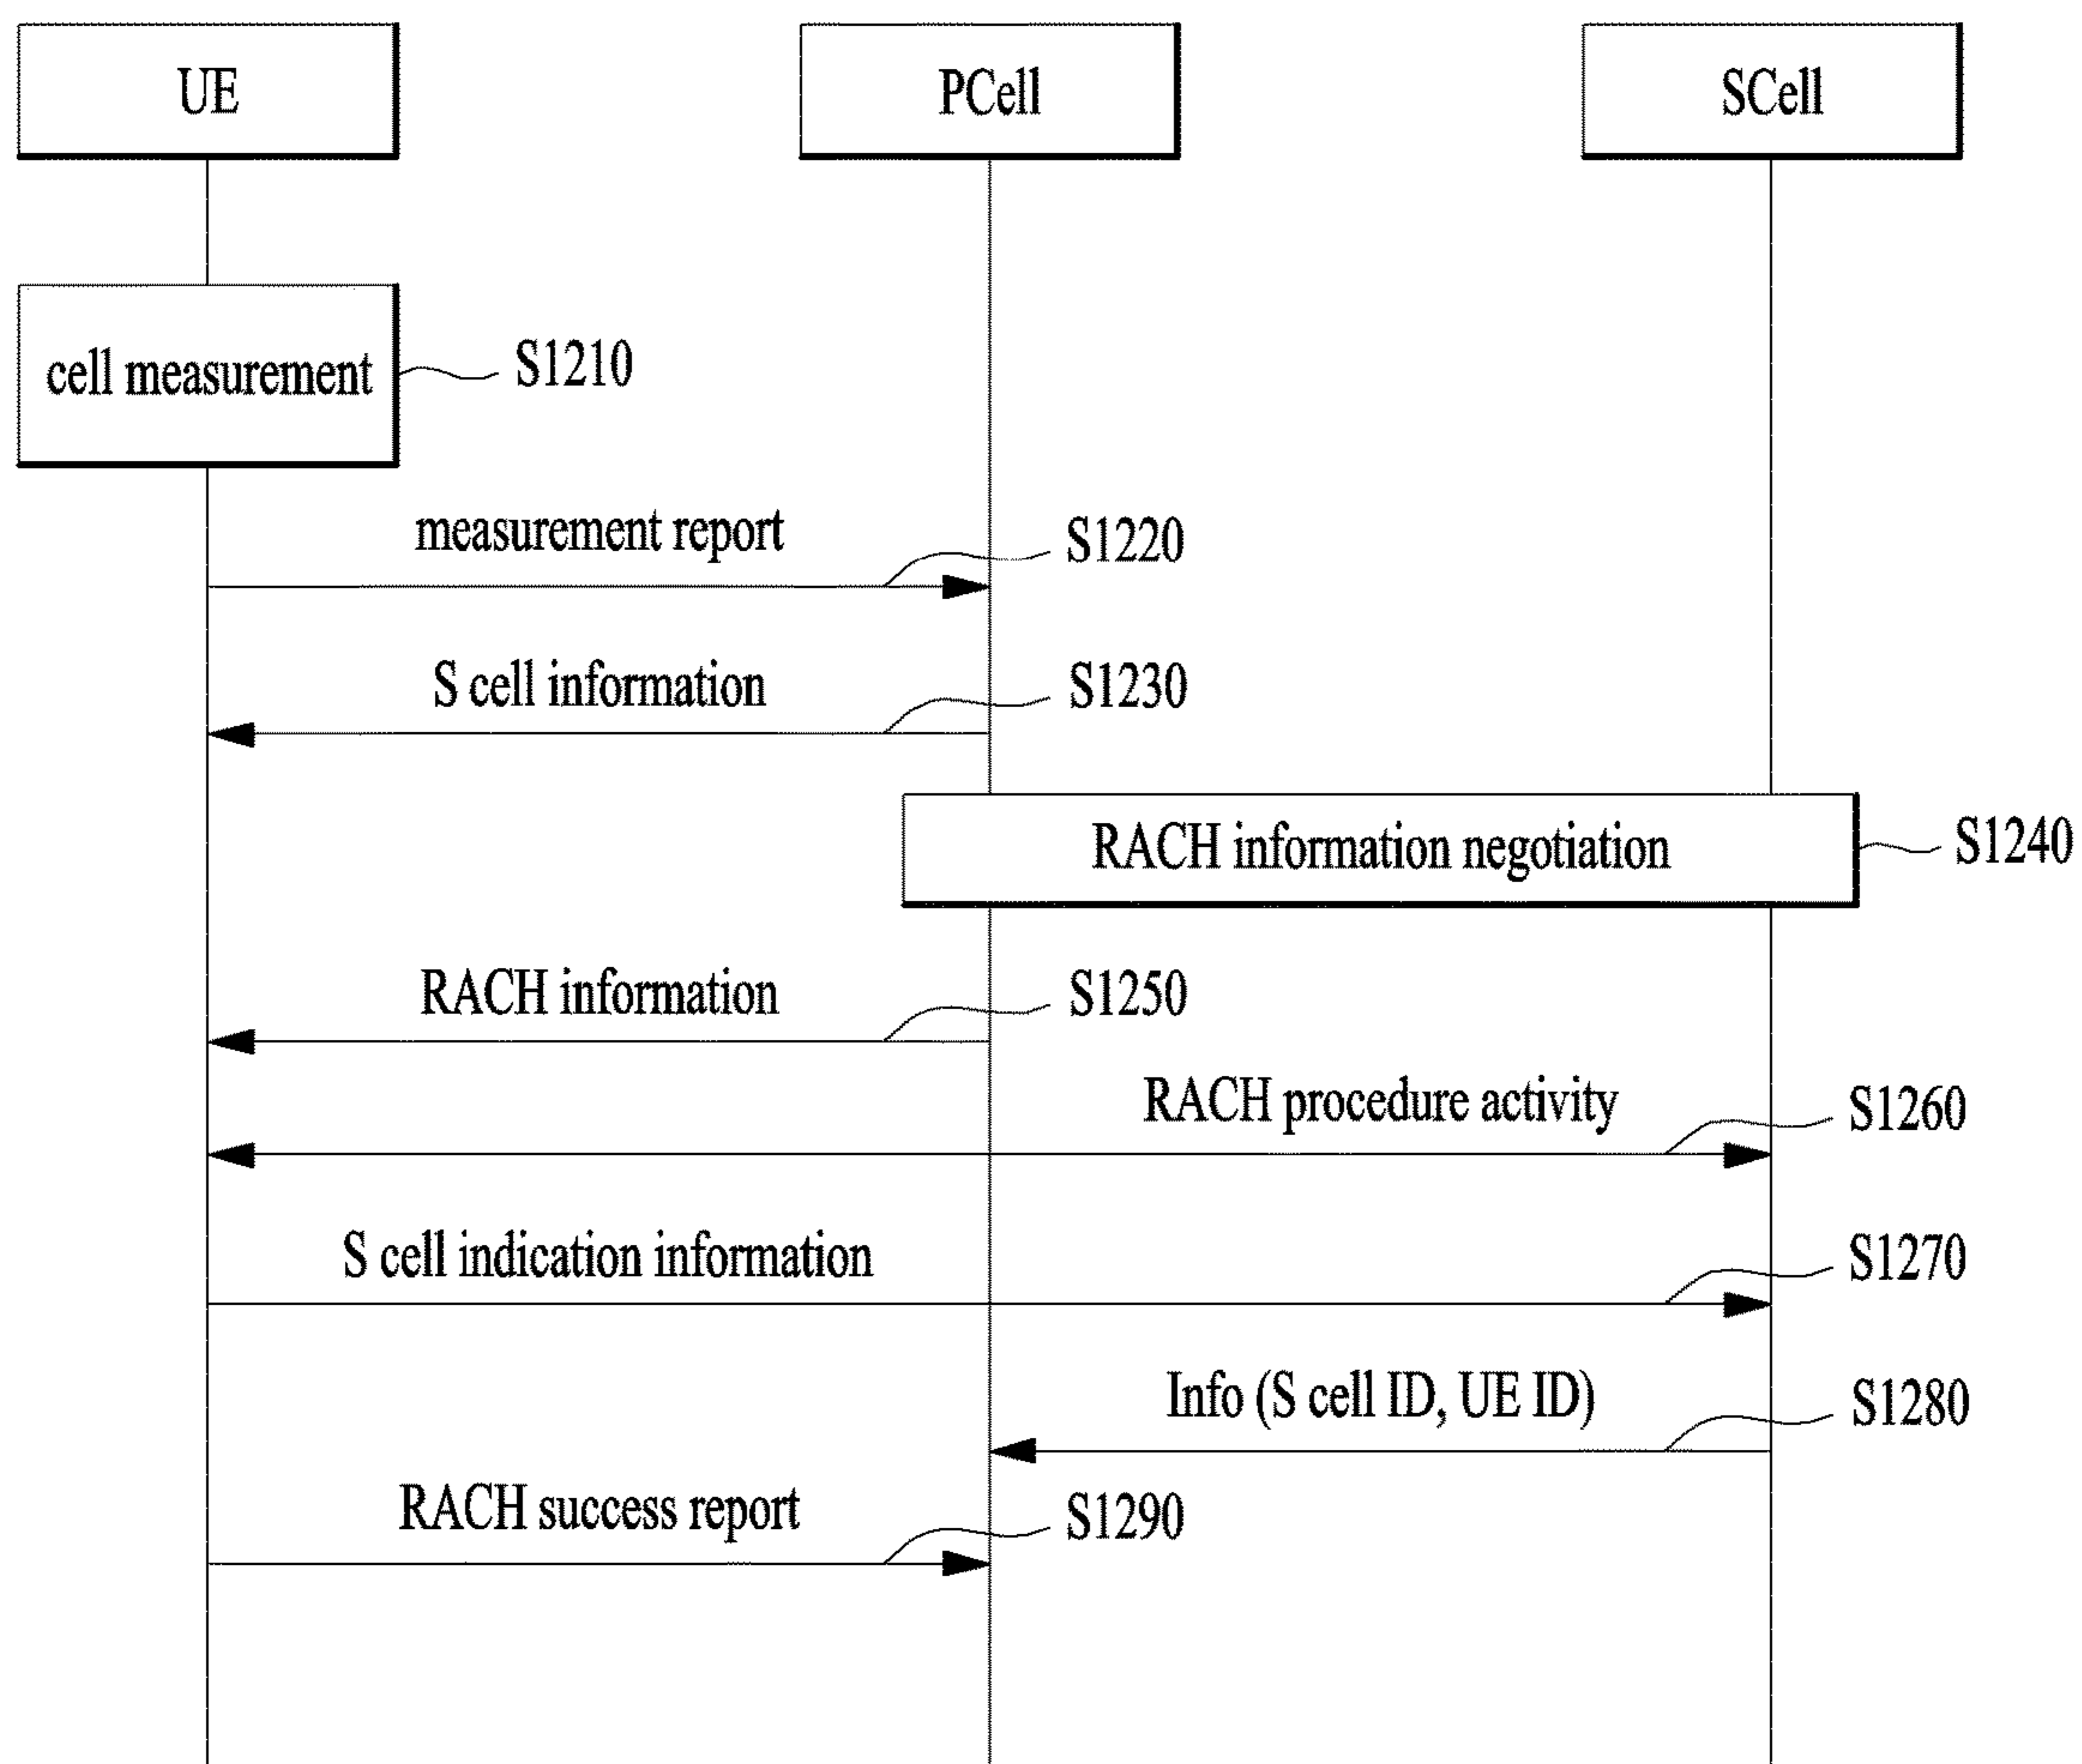 UE
PCell
SCell
cell measurement
S1210
measurement report
S1220
S cell information
S1230
RACH information negotiation
S1240
RACH information
S1250
RACH procedure activity
S1260
S cell indication information
S1270
Info (S cell ID, UE ID)
S1280
RACH success report
S1290